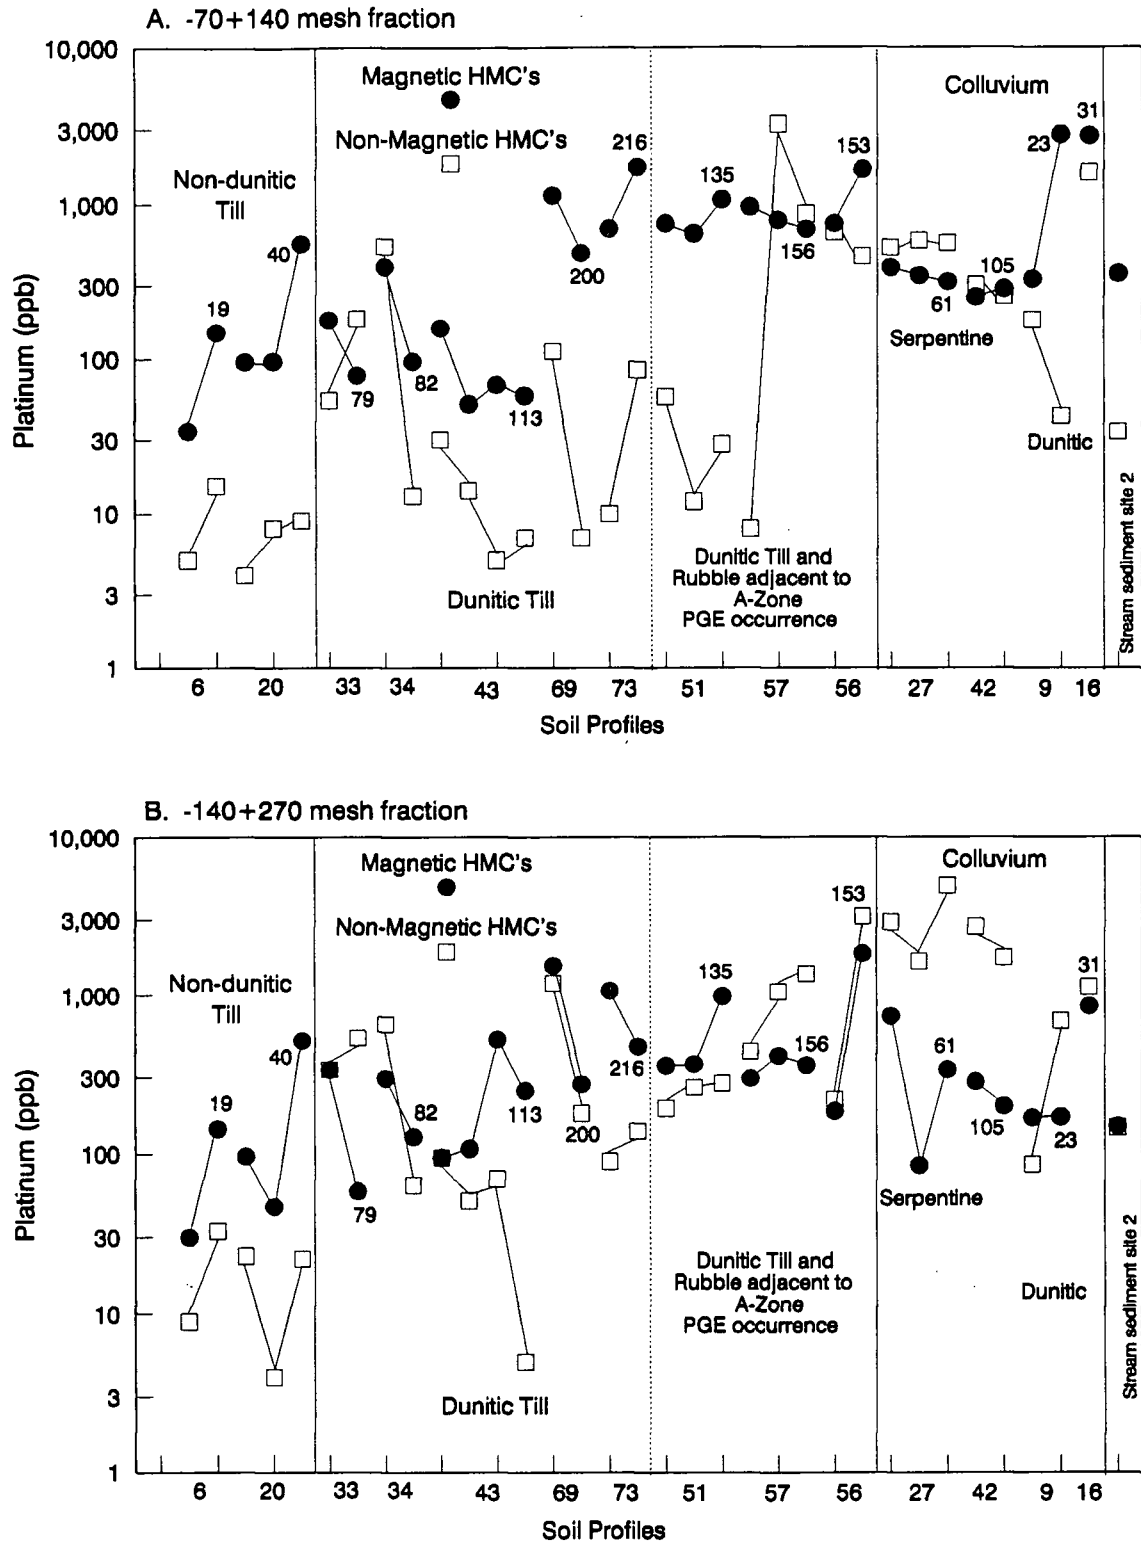 A. -70+140 mesh fraction
10,000
3,000
1,000
300
100
30
10
3
1
Platinum (ppb)
Non-dunitic
Till
19
40
Magnetic HMC's
Non-Magnetic HMC's
216
200
79
82
113
Dunitic Till
135
156
153
Dunitic Till and
Rubble adjacent to
A-Zone
PGE occurrence
Colluvium
31
23
105
61
Serpentine
Dunitic
Stream sediment site 2
6 20 33 34 43 69 73 51 57 56 27 42 9 16
Soil Profiles
B. -140+270 mesh fraction
10,000
3,000
1,000
300
100
30
10
3
1
Platinum (ppb)
Non-dunitic
Till
19
40
Magnetic HMC's
Non-Magnetic HMC's
82
79
113
200
216
Dunitic Till
135
156
153
Dunitic Till and
Rubble adjacent to
A-Zone
PGE occurrence
Colluvium
31
61
105
23
Serpentine
Dunitic
Stream sediment site 2
6 20 33 34 43 69 73 51 57 56 27 42 9 16
Soil Profiles